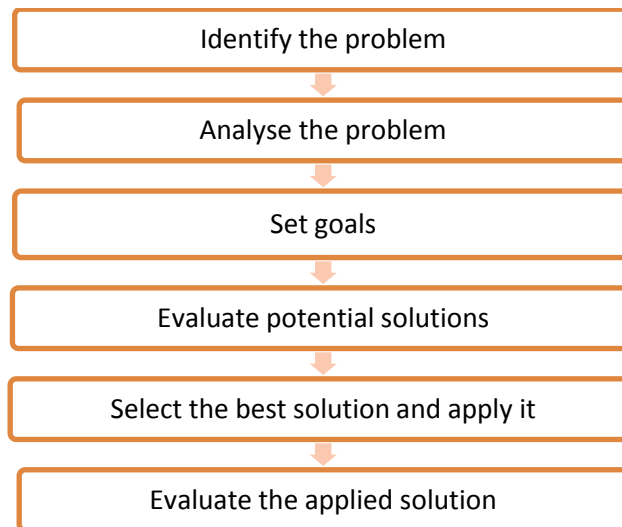 Identify the problem
Analyse the problem
Set goals
Evaluate potential solutions
Select the best solution and apply it
Evaluate the applied solution